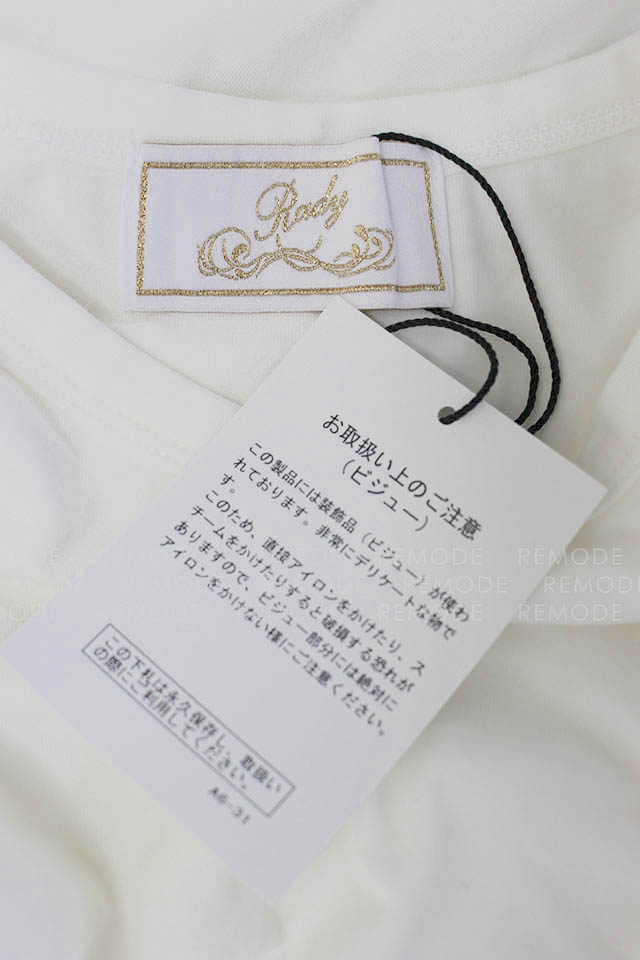 Rady
お取扱い上のご注意
（ビジュー）
この製品には装飾品（ビジュー）が使わ
れております。非常にデリケートな物で
す。
このため、直接アイロンをかけたり、ス
チームをかけたりすると破損する恐れが
ありますので、ビジュー部分には絶対に
アイロンをかけない様にご注意ください。
この下札は永久保存し、取扱い
の際にご利用してください。
AG-31
REMODE REMODE
REMODE REMODE